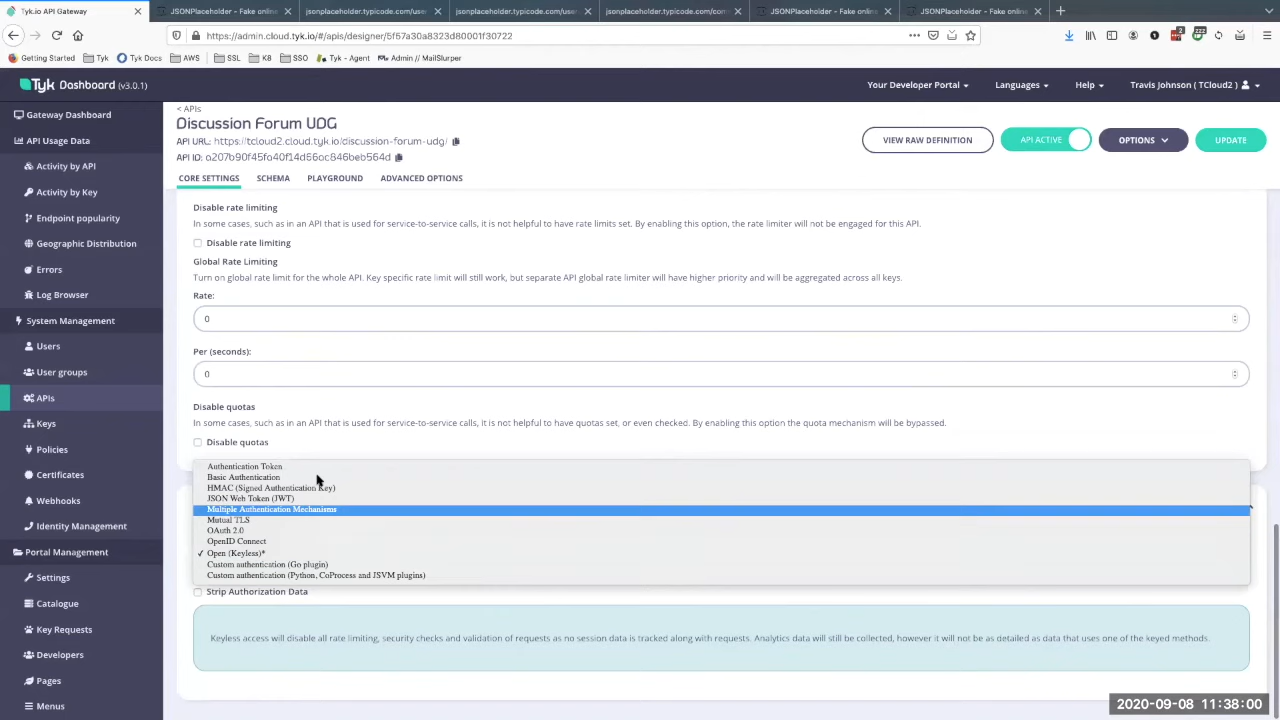 Tyk.io API Gateway
JSONPlaceholder - Fake online
jsonplaceholder.typicode.com/use
jsonplaceholder.typicode.com/use
jsonplaceholder.typicode.com/con
JSONPlaceholder - Fake online
JSONPlaceholder - Fake online
https://admin.cloud.tyk.io/#/apis/designer/5f57a30a8323d80001f30722
Getting Started
Tyk
Tyk Docs
AWS
SSL
K8
SSO
Tyk - Agent
Admin // MailSlurper
Tyk Dashboard (v3.0.1)
Your Developer Portal
Languages
Help
Travis Johnson ( TCloud2 )
Gateway Dashboard
API Usage Data
Activity by API
Activity by Key
Endpoint popularity
Geographic Distribution
Errors
Log Browser
System Management
Users
User groups
APIs
Keys
Policies
Certificates
Webhooks
Identity Management
Portal Management
Settings
Catalogue
Key Requests
Developers
Pages
Menus
< APIs
Discussion Forum UDG
API URL: https://tcloud2.cloud.tyk.io/discussion-forum-udg/
API ID: a207b90f45fa40f14d66ac846beb564d
VIEW RAW DEFINITION
API ACTIVE
OPTIONS
UPDATE
CORE SETTINGS
SCHEMA
PLAYGROUND
ADVANCED OPTIONS
Disable rate limiting
In some cases, such as in an API that is used for service-to-service calls, it is not helpful to have rate limits set. By enabling this option, the rate limiter will not be engaged for this API.
Disable rate limiting
Global Rate Limiting
Turn on global rate limit for the whole API. Key specific rate limit will still work, but separate API global rate limiter will have higher priority and will be aggregated across all keys.
Rate:
0
Per (seconds):
0
Disable quotas
In some cases, such as in an API that is used for service-to-service calls, it is not helpful to have quotas set, or even checked. By enabling this option the quota mechanism will be bypassed.
Disable quotas
Authentication Token
Basic Authentication
HMAC (Signed Authentication Key)
JSON Web Token (JWT)
Multiple Authentication Mechanisms
Mutual TLS
OAuth 2.0
OpenID Connect
✓ Open (Keyless)*
Custom authentication (Go plugin)
Custom authentication (Python, CoProcess and JSVM plugins)
Strip Authorization Data
Keyless access will disable all rate limiting, security checks and validation of requests as no session data is tracked along with requests. Analytics data will still be collected, however it will not be as detailed as data that uses one of the keyed methods.
2020-09-08 11:38:00